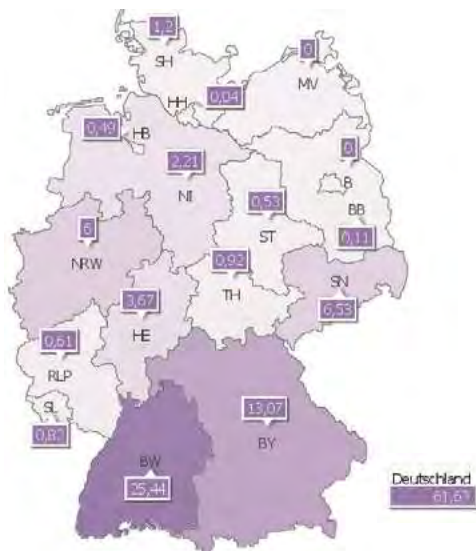 1,2
SH
0
MV
HH
0,04
0,49
HB
0
2,21
B
NI
0,53
BB
ST
0,11
6
NRW
0,92
SN
TH
3,67
6,53
HE
0,61
RLP
SL
13,07
BY
BW
25,44
Deutschland
61,63